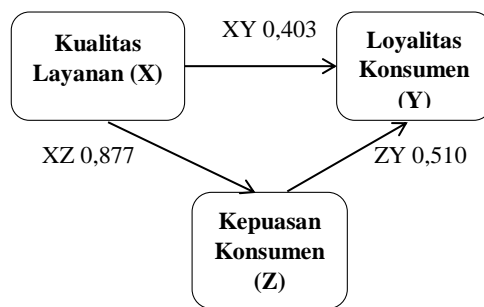 Kualitas
Layanan (X)
XY 0,403
Loyalitas
Konsumen
(Y)
XZ 0,877
ZY 0,510
Kepuasan
Konsumen
(Z)